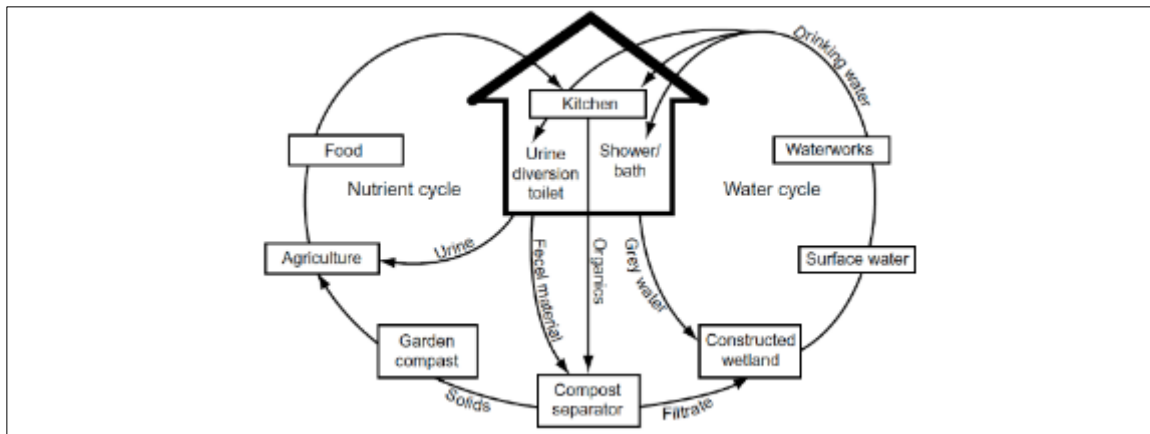 Drinking water
Kitchen
Food
Urine
diversion
toilet
Shower/
bath
Waterworks
Nutrient cycle
Water cycle
Agriculture
Urine
Fecel material
Organics
Grey water
Surface water
Garden
compast
Constructed
wetland
Solids
Compost
separator
Filtrate